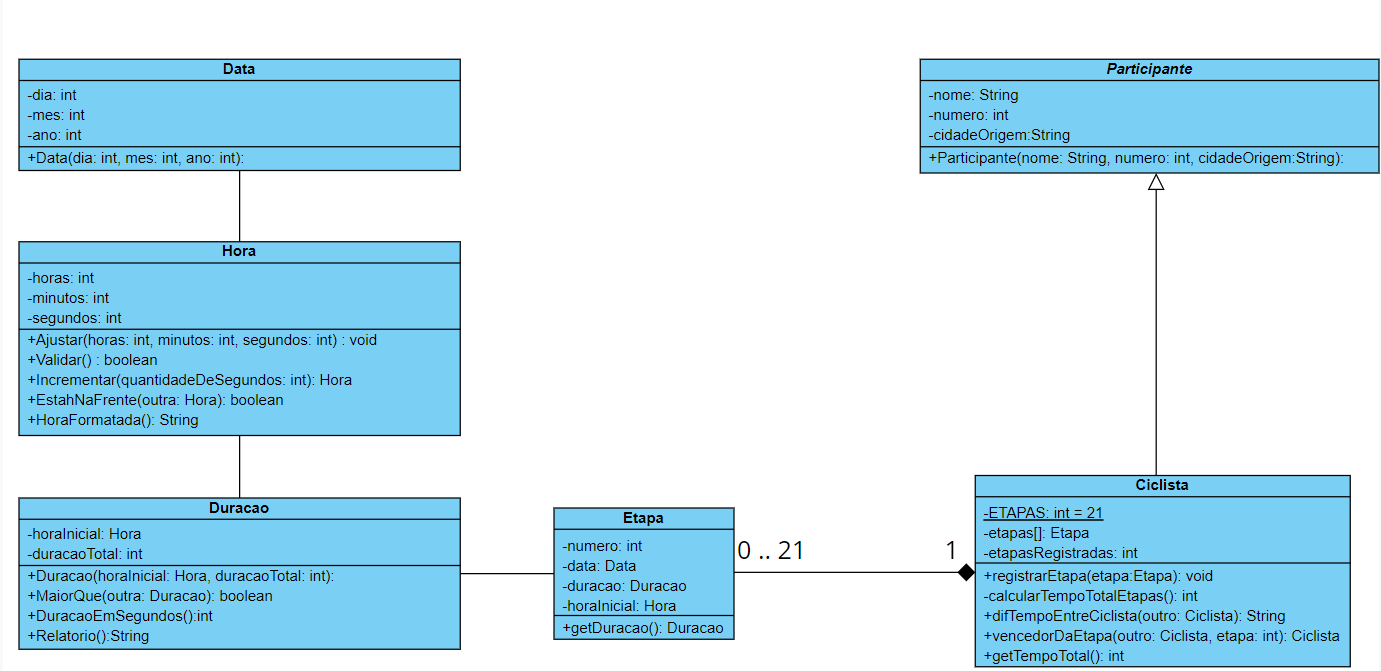 Data
-dia: int
-mes: int
-ano: int
+Data(dia: int, mes: int, ano: int):
Participante
-nome: String
-numero: int
-cidadeOrigem:String
+Participante(nome: String, numero: int, cidadeOrigem:String):
Hora
-horas: int
-minutos: int
-segundos: int
+Ajustar(horas: int, minutos: int, segundos: int) : void
+Validar() : boolean
+Incrementar(quantidadeDeSegundos: int): Hora
+EstahNaFrente(outra: Hora): boolean
+HoraFormatada(): String
Duracao
-horaInicial: Hora
-duracaoTotal: int
+Duracao(horaInicial: Hora, duracaoTotal: int):
+MaiorQue(outra: Duracao): boolean
+DuracaoEmSegundos():int
+Relatorio():String
Etapa
-numero: int
-data: Data
-duracao: Duracao
-horaInicial: Hora
+getDuracao(): Duracao
0 .. 21
1
Ciclista
-ETAPAS: int = 21
-etapas[]: Etapa
-etapasRegistradas: int
+registrarEtapa(etapa:Etapa): void
-calcularTempoTotalEtapas(): int
+difTempoEntreCiclista(outro: Ciclista): String
+vencedorDaEtapa(outro: Ciclista, etapa: int): Ciclista
+getTempoTotal(): int